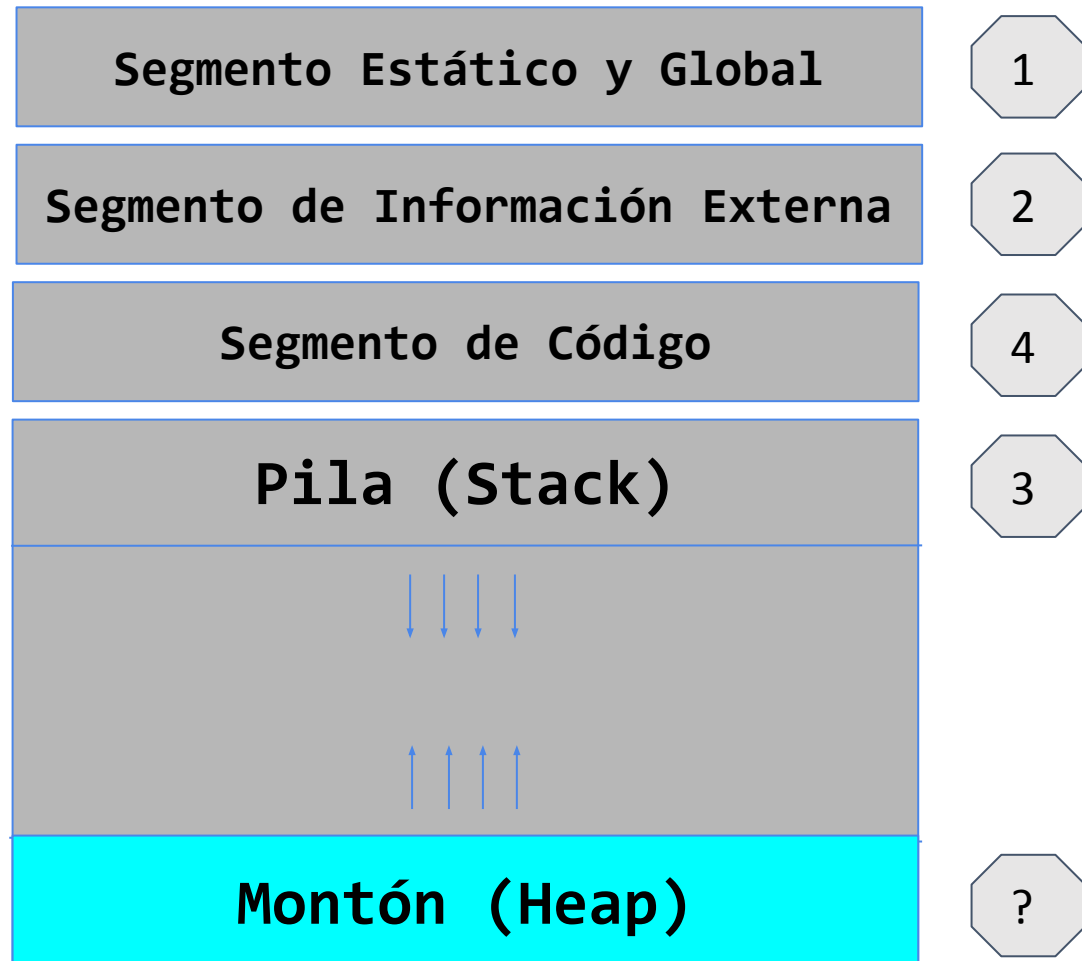 Segmento Estático y Global
1
Segmento de Información Externa
2
Segmento de Código
4
Pila (Stack)
3
Montón (Heap)
?